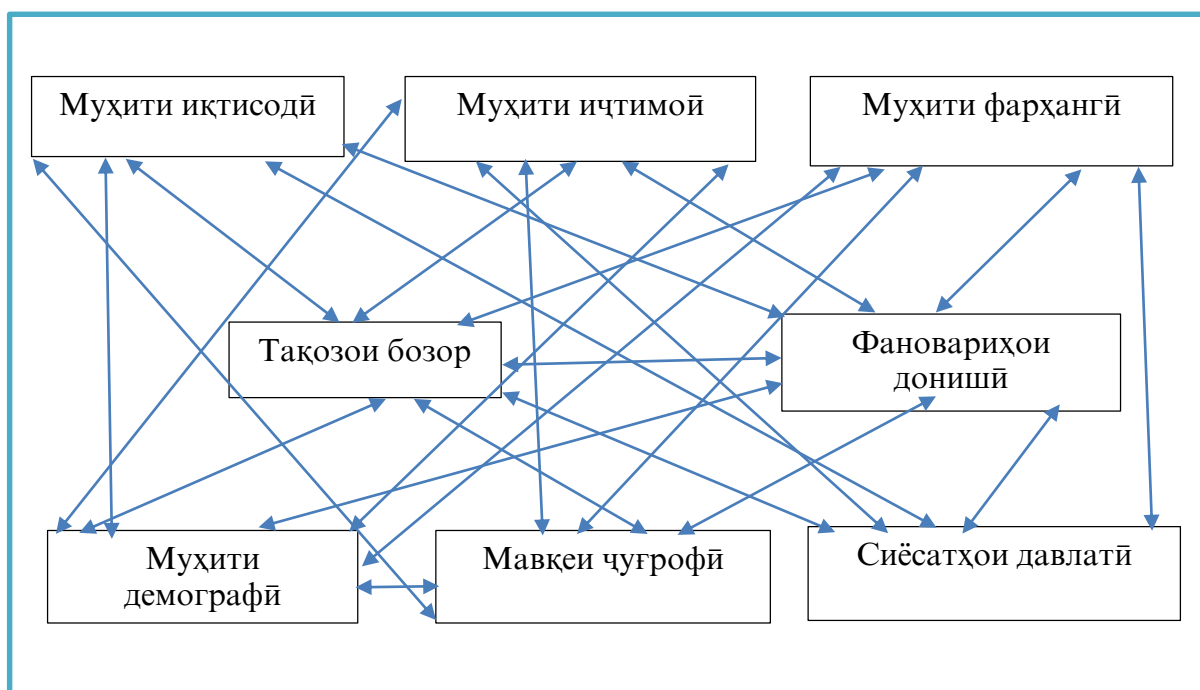 Муҳити иқтисодӣ
Муҳити иҷтимоӣ
Муҳити фарҳангӣ
Тақозои бозор
Фановариҳои
донишӣ
Муҳити
демографӣ
Мавқеи ҷуғрофӣ
Сиёсатҳои давлатӣ